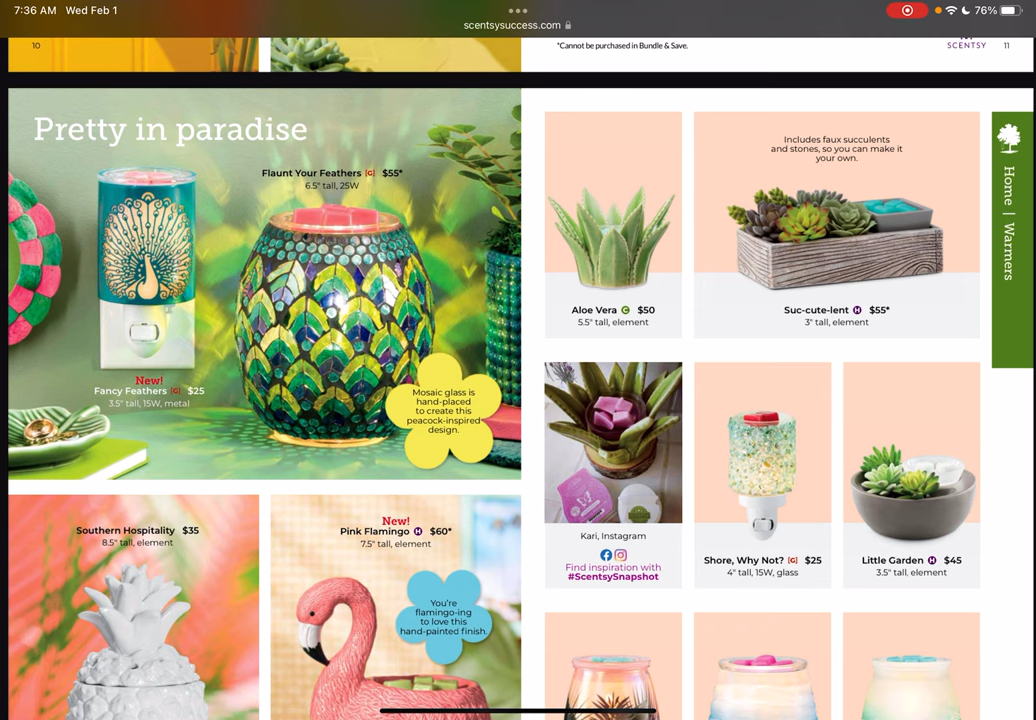 7:36 AM Wed Feb 1
76%
scentsysuccess.com
10
*Cannot be purchased in Bundle & Save.
SCENTSY 11
Pretty in paradise
Flaunt Your Feathers [G] $55*
6.5" tall, 25W
New!
Fancy Feathers [G] $25
3.5" tall, 15W, metal
Mosaic glass is
hand-placed
to create this
peacock-inspired
design.
Southern Hospitality $35
8.5" tall, element
New!
Pink Flamingo H $60*
7.5" tall, element
You're
flamingo-ing
to love this
hand-painted finish.
Includes faux succulents
and stones, so you can make it
your own.
Aloe Vera C $50
5.5" tall, element
Suc-cute-lent H $55*
3" tall, element
Kari, Instagram
Find inspiration with
#ScentsySnapshot
Shore, Why Not? [G] $25
4" tall, 15W, glass
Little Garden H $45
3.5" tall, element
Home | Warmers